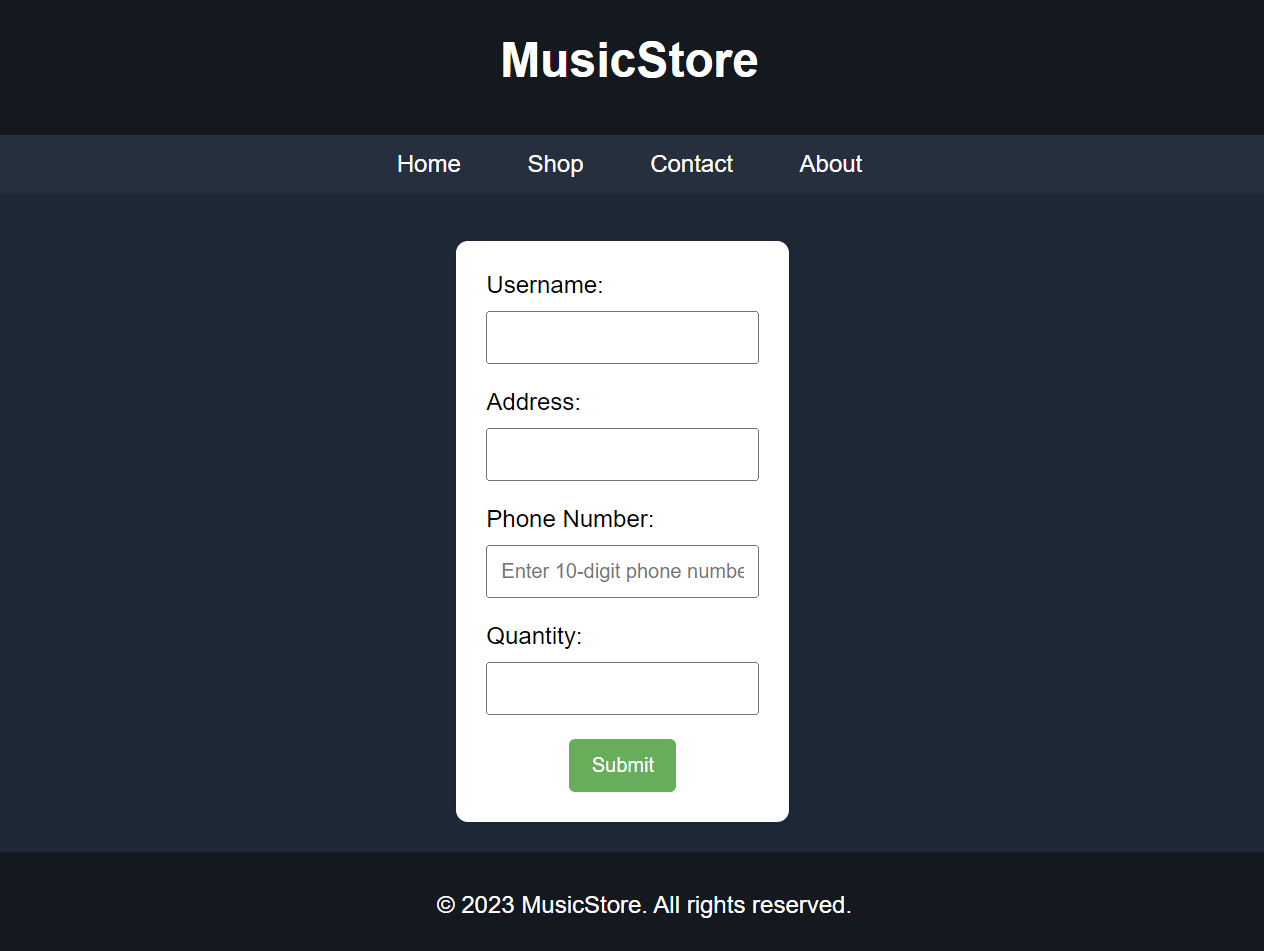 MusicStore
Home Shop Contact About
Username:
Address:
Phone Number:
Enter 10-digit phone numbe
Quantity:
Submit
© 2023 MusicStore. All rights reserved.